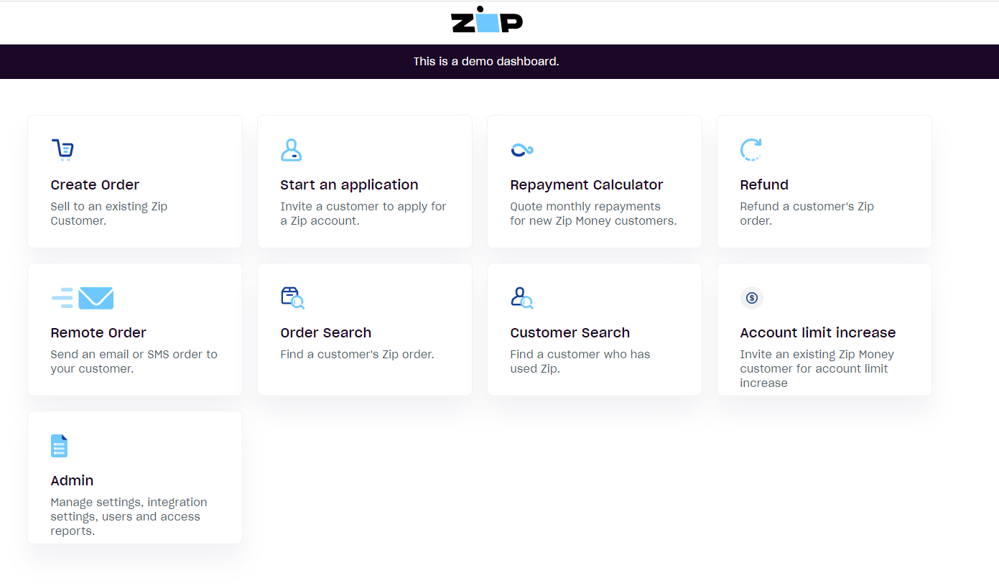 zip
This is a demo dashboard.
Create Order
Sell to an existing Zip
Customer.
Start an application
Invite a customer to apply for
a Zip account.
Repayment Calculator
Quote monthly repayments
for new Zip Money customers.
Refund
Refund a customer's Zip
order.
Remote Order
Send an email or SMS order to
your customer.
Order Search
Find a customer's Zip order.
Customer Search
Find a customer who has
used Zip.
$
Account limit increase
Invite an existing Zip Money
customer for account limit
increase
Admin
Manage settings, integration
settings, users and access
reports.